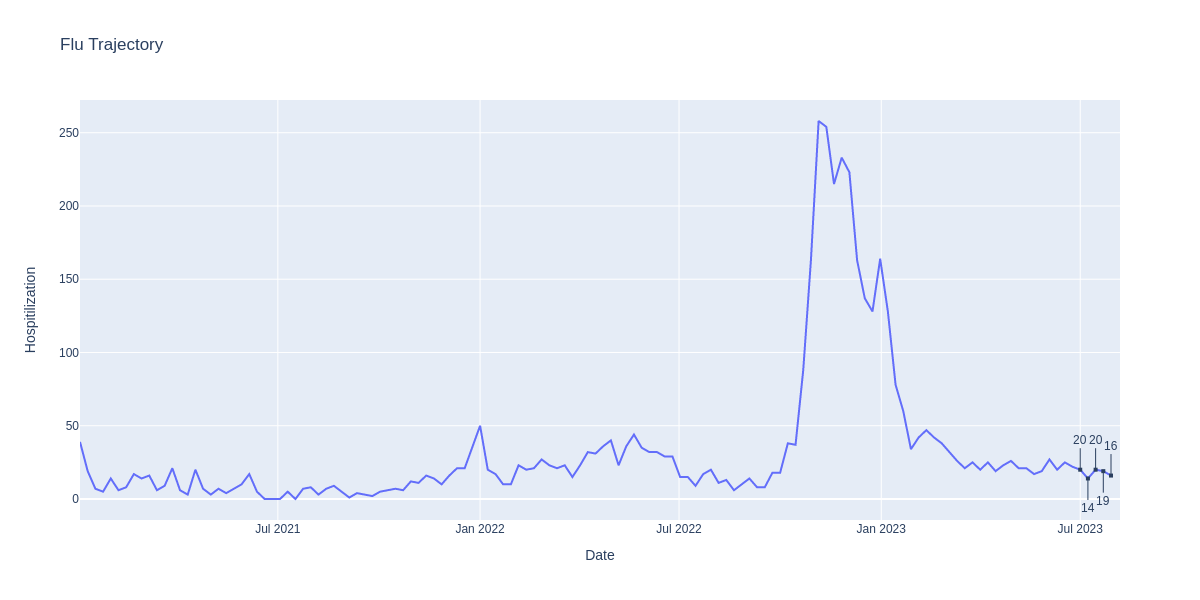 Flu Trajectory
Hospitilization
250
200
150
100
50
0
20
20
16
14
19
Jul 2021
Jan 2022
Jul 2022
Jan 2023
Jul 2023
Date